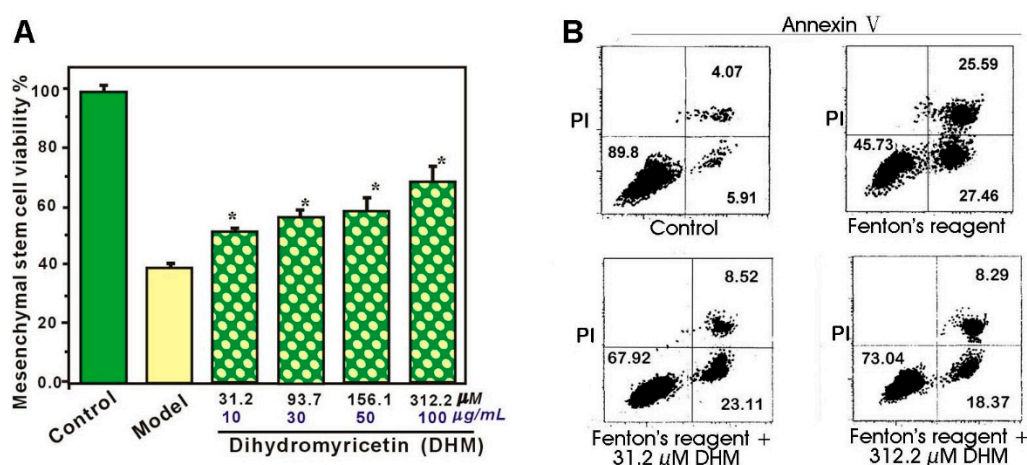 A
Mesenchymal stem cell viability %
100
80
60
40
20
0.0
* * * *
Control
Model
31.2 93.7 156.1 312.2 μM
10 30 50 100 μg/mL
Dihydromyricetin (DHM)
B
Annexin V
PI
4.07
89.8
5.91
Control
PI
25.59
45.73
27.46
Fenton's reagent
PI
8.52
67.92
23.11
Fenton's reagent +
31.2 μM DHM
PI
8.29
73.04
18.37
Fenton's reagent +
312.2 μM DHM